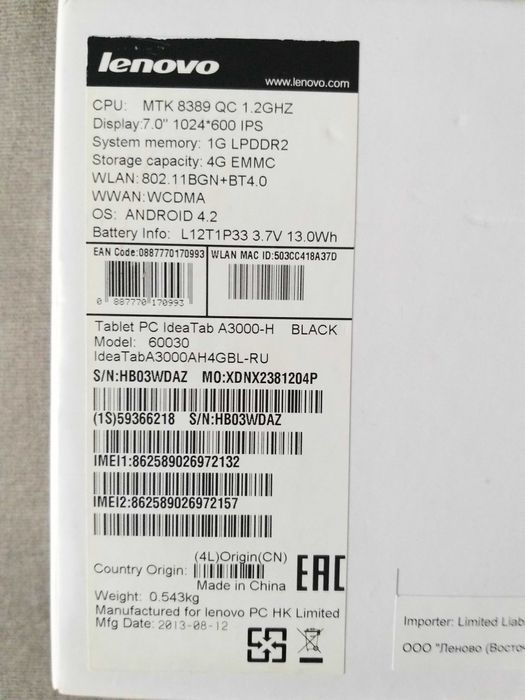 lenovo
www.lenovo.com
CPU: MTK 8389 QC 1.2GHZ
Display:7.0" 1024*600 IPS
System memory: 1G LPDDR2
Storage capacity: 4G EMMC
WLAN: 802.11BGN+BT4.0
WWAN: WCDMA
OS: ANDROID 4.2
Battery Info: L12T1P33 3.7V 13.0Wh
EAN Code:0887770170993
WLAN MAC ID:503CC418A37D
0 887770 170993
Tablet PC IdeaTab A3000-H BLACK
Model: 60030
IdeaTabA3000AH4GBL-RU
S/N:HB03WDAZ MO:XDNX2381204P
(1S)59366218 S/N:HB03WDAZ
IMEI1:862589026972132
IMEI2:862589026972157
(4L)Origin(CN)
Country Origin:
Made in China
EAC
Weight: 0.543kg
Manufactured for lenovo PC HK Limited
Mfg Date: 2013-08-12
Importer: Limited Liab
ООО "Леново (Восточ